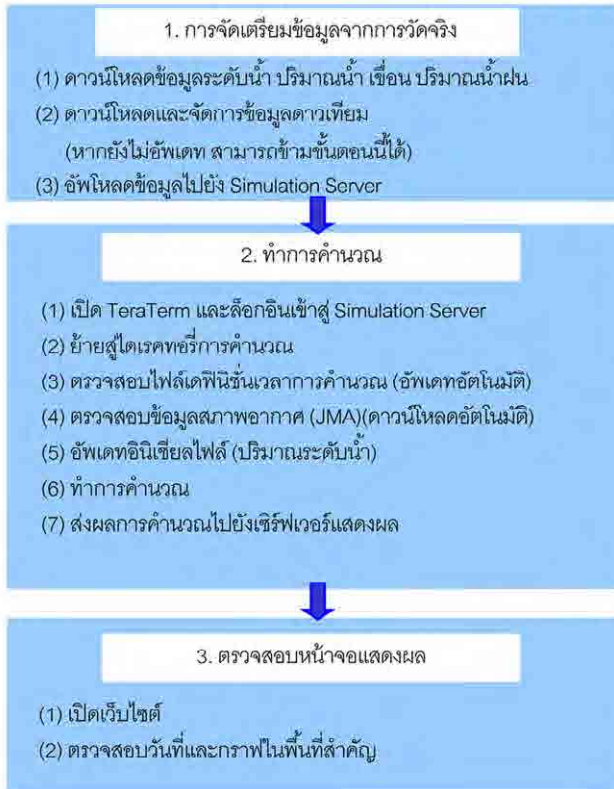 1. การจัดเตรียมข้อมูลจากการวัดจริง
(1) ดาวน์โหลดข้อมูลระดับน้ำ ปริมาณน้ำ เขื่อน ปริมาณน้ำฝน
(2) ดาวน์โหลดและจัดการข้อมูลดาวเทียม
(หากยังไม่อัพเดท สามารถข้ามขั้นตอนนี้ได้)
(3) อัพโหลดข้อมูลไปยัง Simulation Server
2. ทำการคำนวณ
(1) เปิด TeraTerm และล็อกอินเข้าสู่ Simulation Server
(2) ย้ายสู่ไดเรคทอรี่การคำนวณ
(3) ตรวจสอบไฟล์เดฟินิชั่นเวลาการคำนวณ (อัพเดทอัตโนมัติ)
(4) ตรวจสอบข้อมูลสภาพอากาศ (JMA)(ดาวน์โหลดอัตโนมัติ)
(5) อัพเดทอินิเชียลไฟล์ (ปริมาณระดับน้ำ)
(6) ทำการคำนวณ
(7) ส่งผลการคำนวณไปยังเซิร์ฟเวอร์แสดงผล
3. ตรวจสอบหน้าจอแสดงผล
(1) เปิดเว็บไซต์
(2) ตรวจสอบวันที่และกราฟในพื้นที่สำคัญ